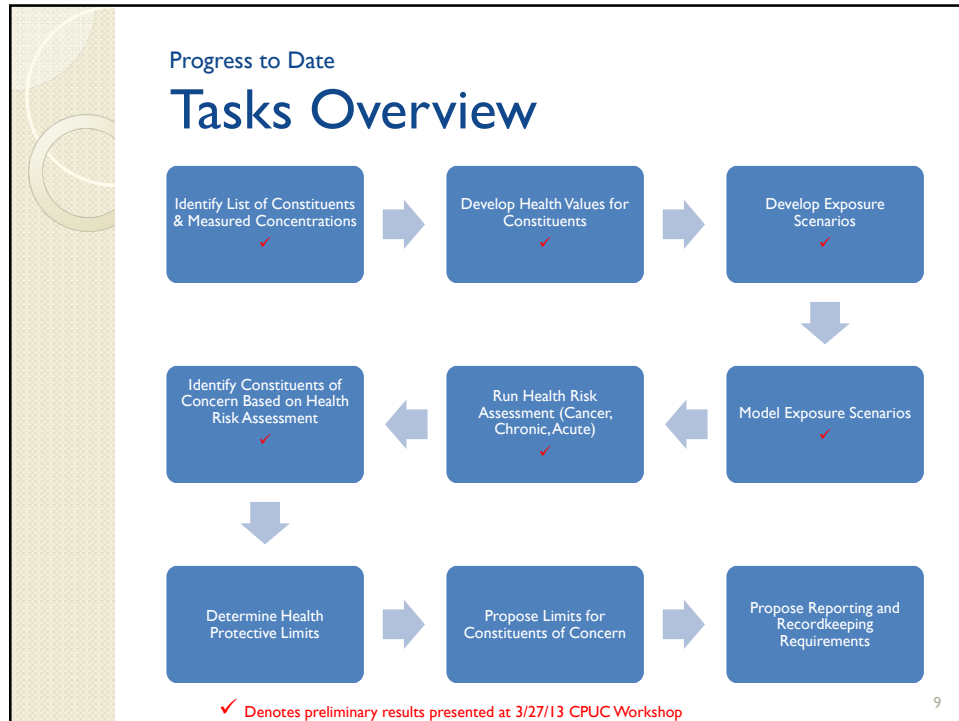 Progress to Date
Tasks Overview
Identify List of Constituents
& Measured Concentrations
✓
Develop Health Values for
Constituents
✓
Develop Exposure
Scenarios
✓
Model Exposure Scenarios
✓
Run Health Risk
Assessment (Cancer,
Chronic, Acute)
✓
Identify Constituents of
Concern Based on Health
Risk Assessment
✓
Determine Health
Protective Limits
Propose Limits for
Constituents of Concern
Propose Reporting and
Recordkeeping
Requirements
✓ Denotes preliminary results presented at 3/27/13 CPUC Workshop
9